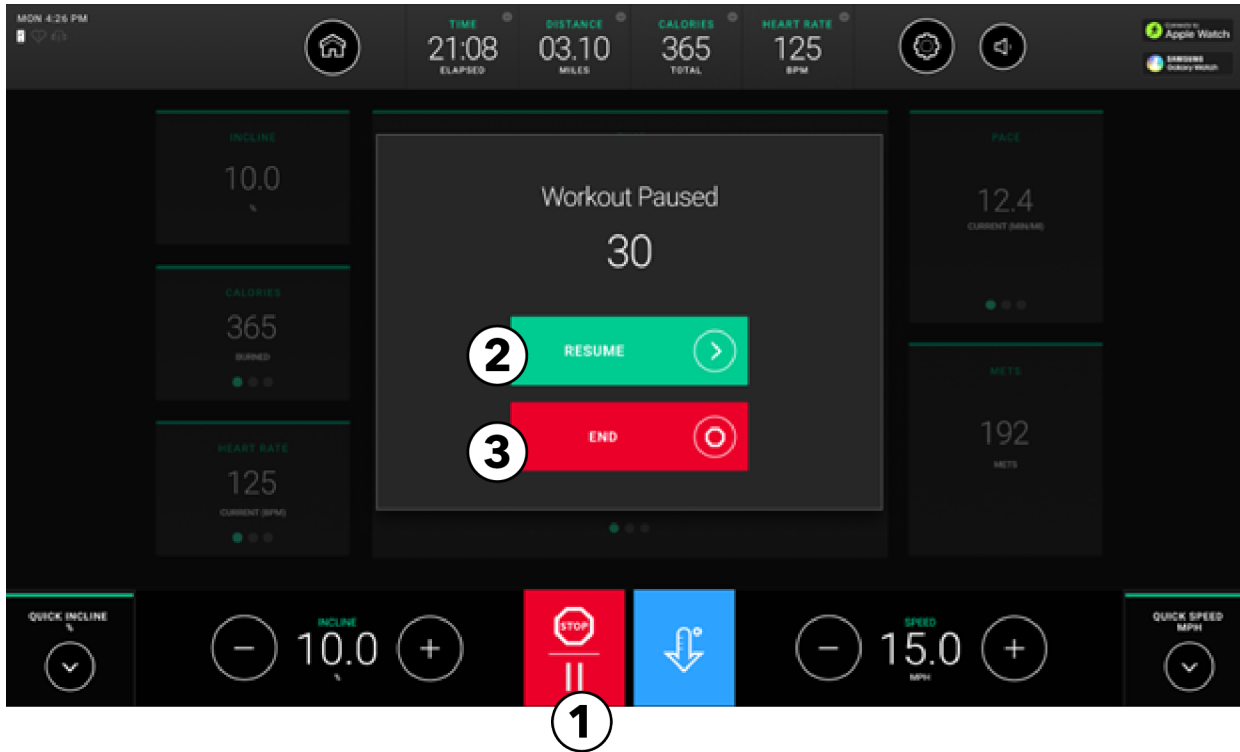 MON 4:26 PM
TIME
21:08
ELAPSED
DISTANCE
03.10
MILES
CALORIES
365
TOTAL
HEART RATE
125
BPM
Connects to
Apple Watch
SAMSUNG
Galaxy Watch
INCLINE
10.0
%
CALORIES
365
BURNED
HEART RATE
125
CURRENT (BPM)
Workout Paused
30
2
RESUME
3
END
PACE
12.4
CURRENT (MIN/MI)
METS
192
METS
QUICK INCLINE
%
INCLINE
10.0
%
STOP
1
SPEED
15.0
MPH
QUICK SPEED
MPH